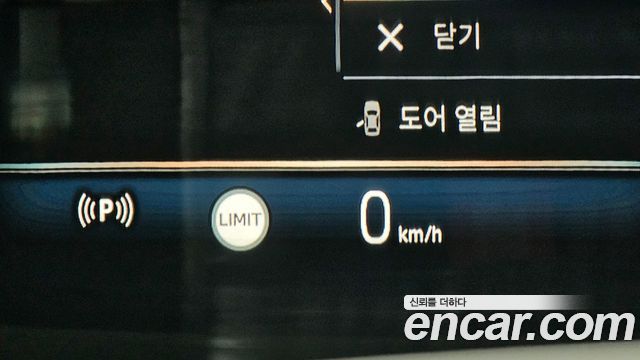 닫기
도어 열림
P
LIMIT
0 km/h
신뢰를 더하다
encar.com